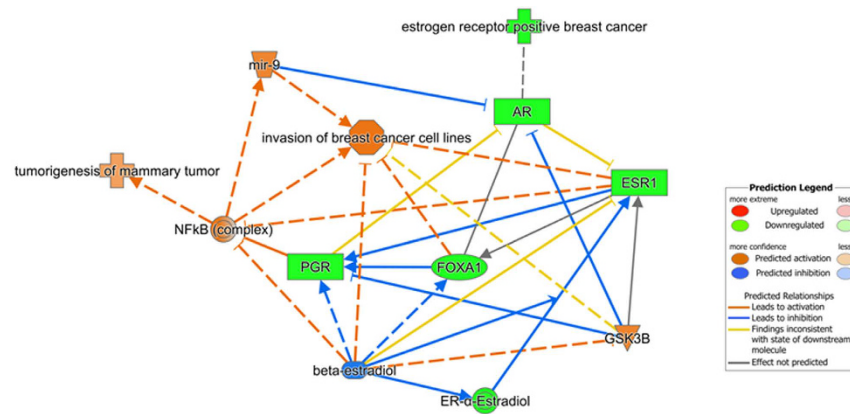 estrogen receptor positive breast cancer
mir-9
AR
invasion of breast cancer cell lines
tumorigenesis of mammary tumor
ESR1
NFkB (complex)
PGR
FOXA1
GSK3B
beta-estradiol
ER-α-Estradiol
Prediction Legend
more extreme
less
Upregulated
Downregulated
more confidence
less
Predicted activation
Predicted inhibition
Predicted Relationships
Leads to activation
Leads to inhibition
Findings inconsistent
with state of downstream
molecule
Effect not predicted